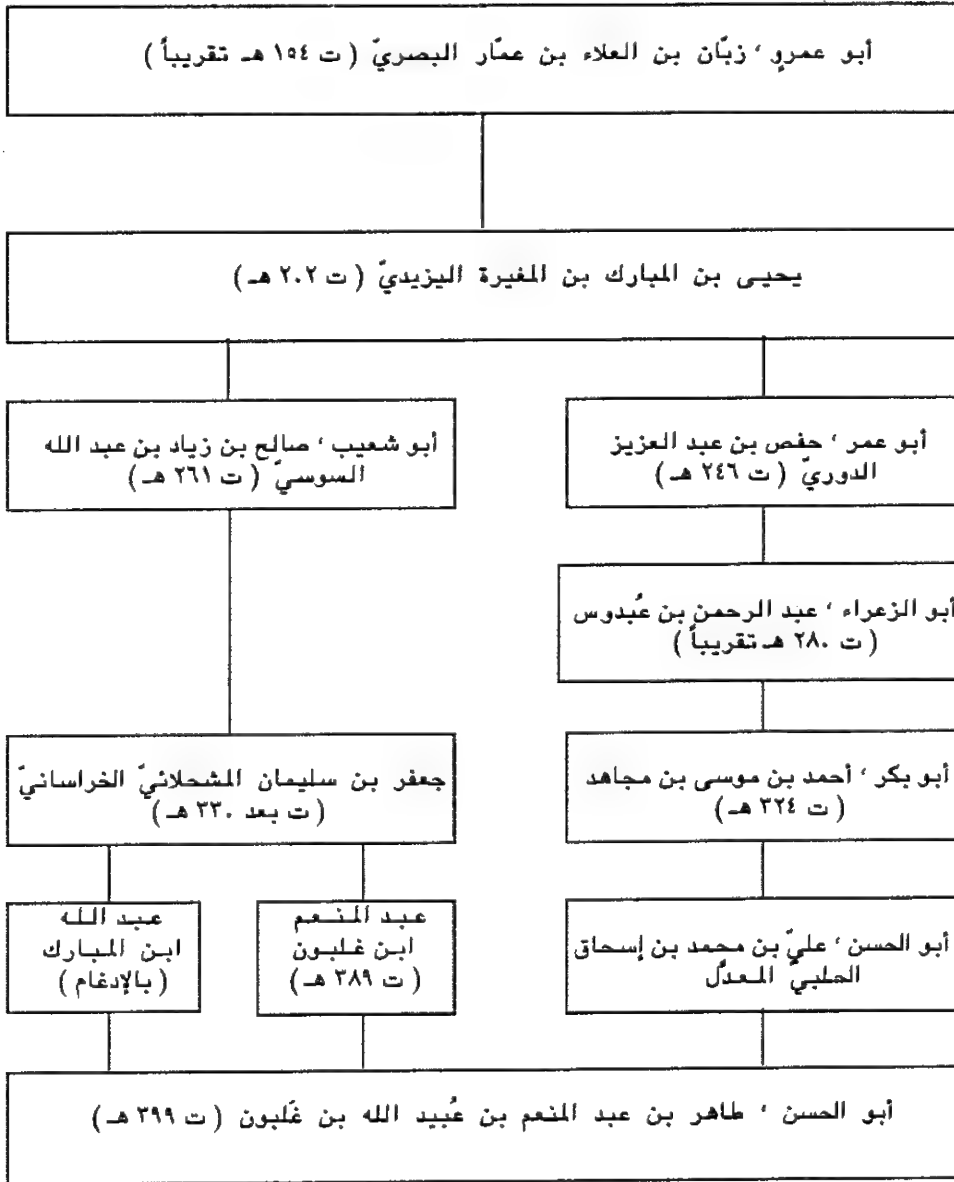 أبو عمرٍو ، زبّان بن العلاء بن عمّار البصريّ ( ت ١٥٤ هـ تقريباً )
يحيى بن المبارك بن المغيرة اليزيديّ ( ت ٢٠٢ هـ )
أبو عمر ، حفص بن عبد العزيز
الدوريّ ( ت ٢٤٦ هـ )
أبو شعيب ، صالح بن زياد بن عبد الله
السوسيّ ( ت ٢٦١ هـ )
أبو الزعراء ، عبد الرحمن بن عُبدوس
( ت ٢٨٠ هـ تقريباً )
أبو بكر ، أحمد بن موسى بن مجاهد
( ت ٣٢٤ هـ )
جعفر بن سليمان المشحلائيّ الخراسانيّ
( ت بعد ٣٣٠ هـ )
أبو الحسن ، عليّ بن محمد بن إسحاق
الحلبيّ المعدّل
عبد المنعم
ابن غلبون
( ت ٣٨٩ هـ )
عبد الله
ابن المبارك
( بالإدغام )
أبو الحسن ، طاهر بن عبد المنعم بن عُبيد الله بن غَلبون ( ت ٣٩٩ هـ )